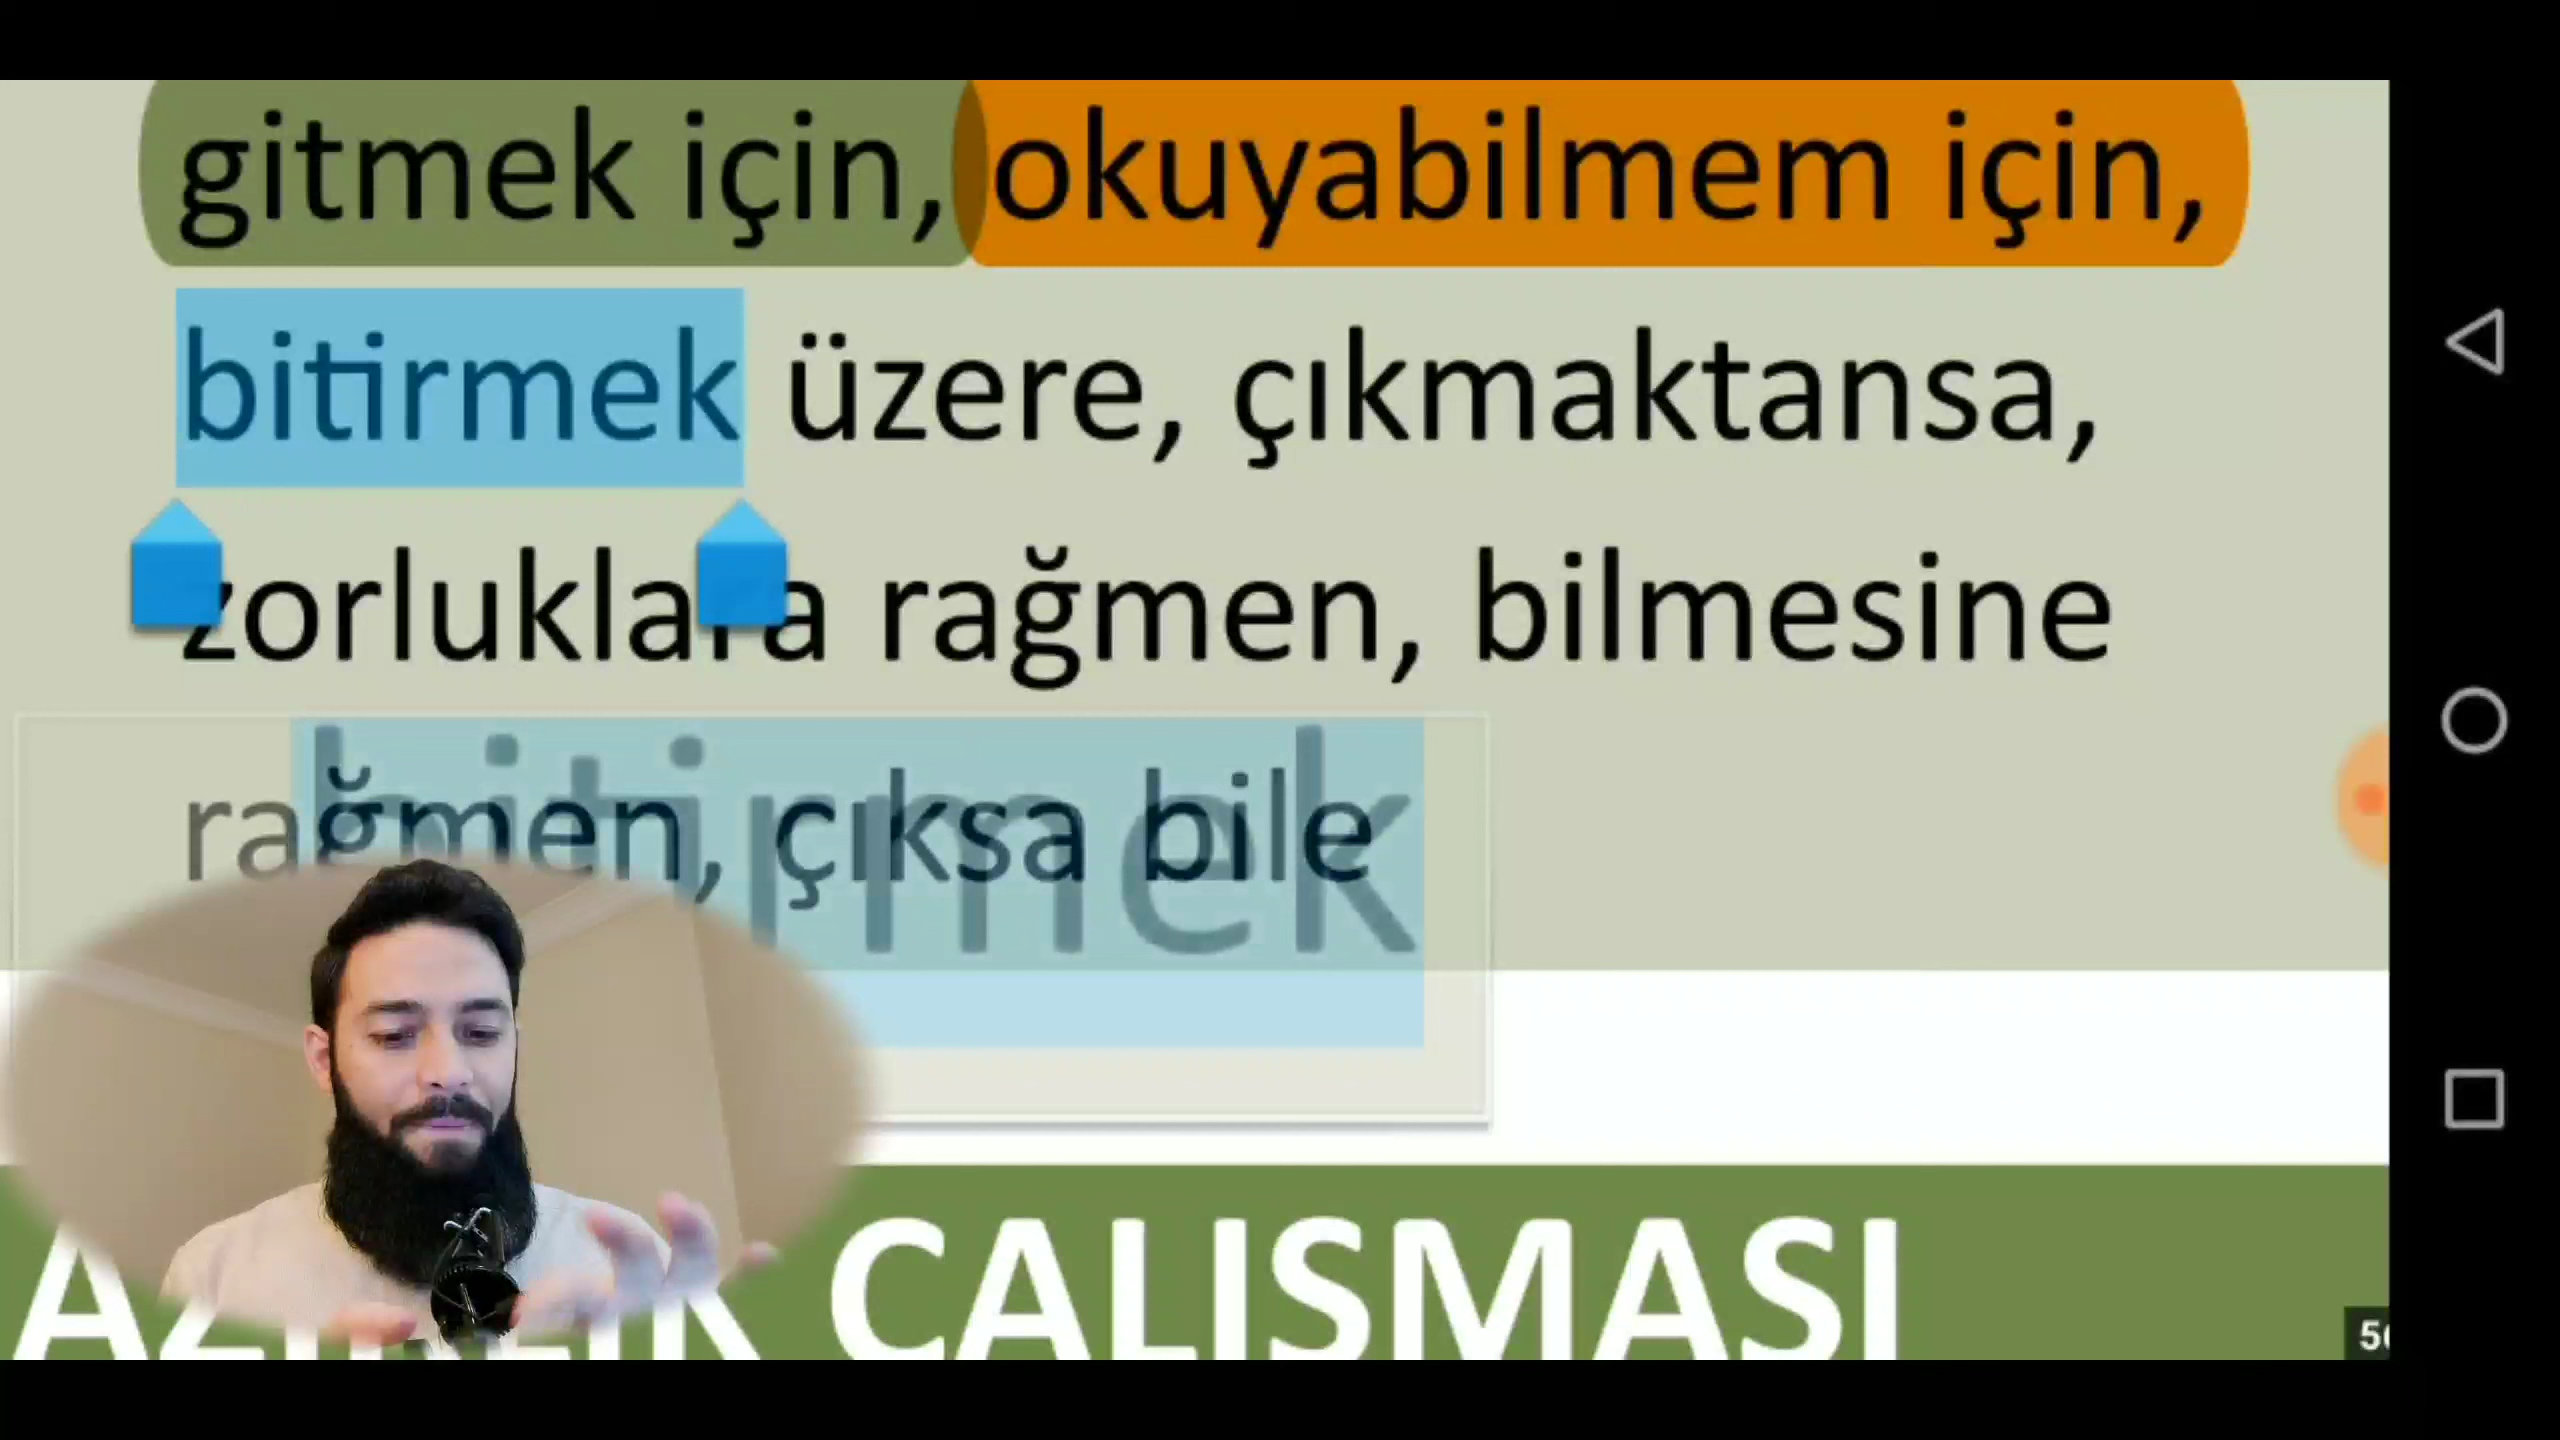 gitmek için, okuyabilmem için,
bitirmek üzere, çıkmaktansa,
zorluklara rağmen, bilmesine
rağmen, çıksa bile
bitirmek
CALISMASI